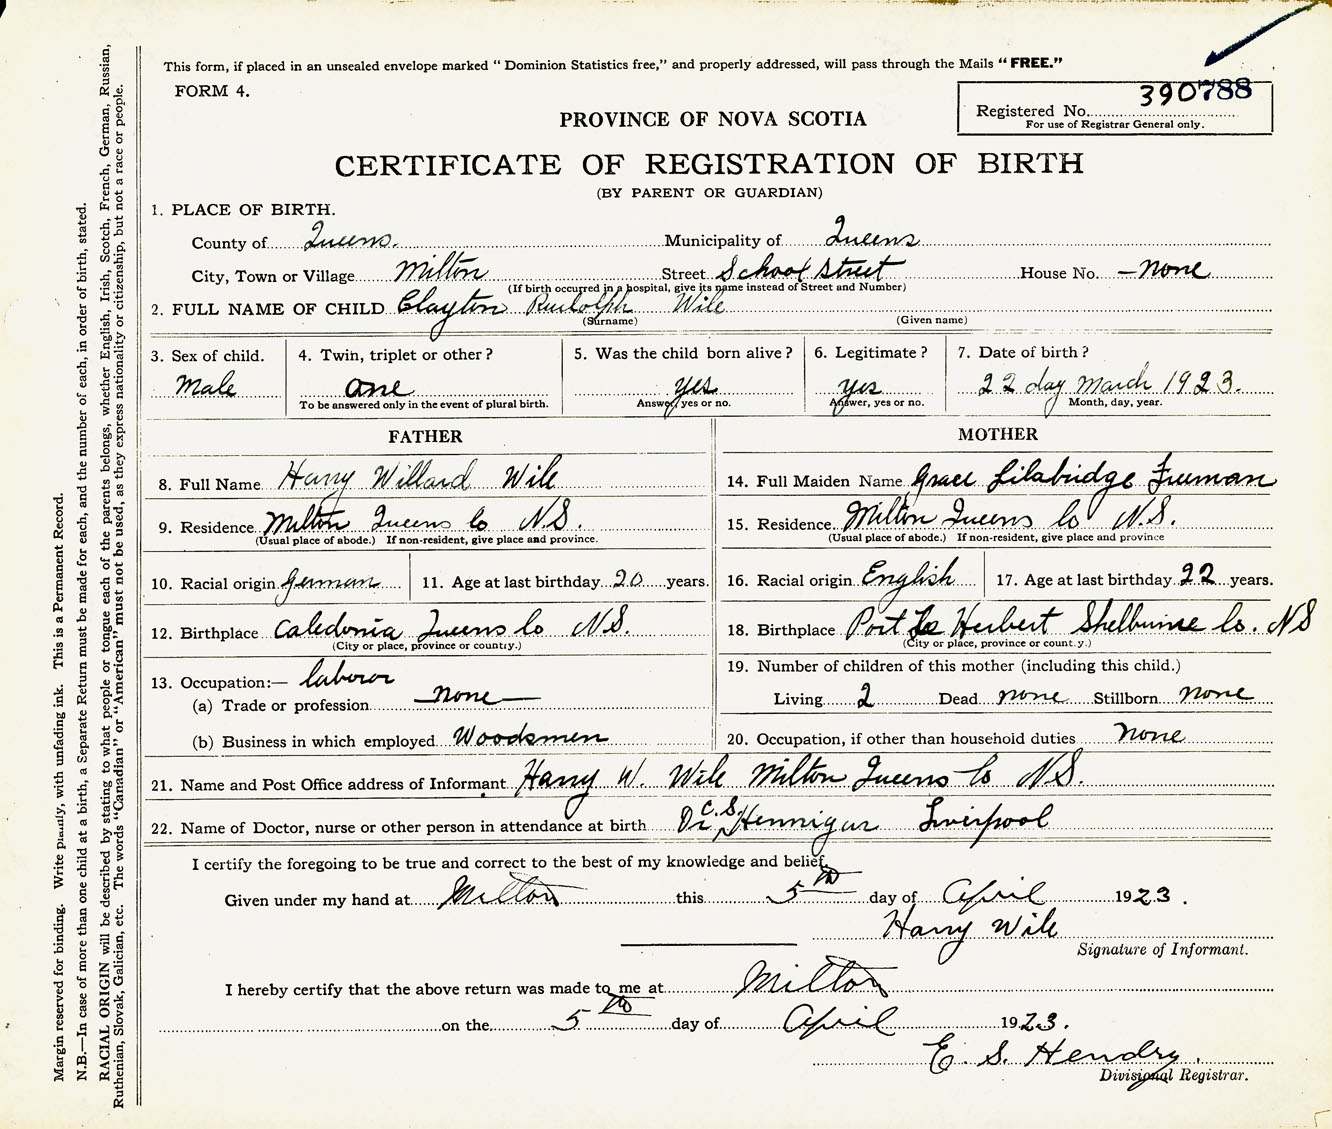 This form, if placed in an unsealed envelope marked "Dominion Statistics free," and properly addressed, will pass through the Mails "FREE."
FORM 4.
Registered No. 390788
For use of Registrar General only.
PROVINCE OF NOVA SCOTIA
CERTIFICATE OF REGISTRATION OF BIRTH
(BY PARENT OR GUARDIAN)
1. PLACE OF BIRTH.
County of Queens. Municipality of Queens
City, Town or Village Milton Street School Street House No. - none
(If birth occurred in a hospital, give its name instead of Street and Number)
2. FULL NAME OF CHILD Clayton Rudolph Wile
(Surname) (Given name)
3. Sex of child. 4. Twin, triplet or other? 5. Was the child born alive? 6. Legitimate? 7. Date of birth?
Male one yes yes 22 day March 1923.
To be answered only in the event of plural birth. Answer, yes or no. Answer, yes or no. Month, day, year.
FATHER MOTHER
8. Full Name Harry Willard Wile 14. Full Maiden Name Grace Lilabridge Freeman
9. Residence Milton Queens Co N.S. 15. Residence. Milton Queens Co N.S.
(Usual place of abode.) If non-resident, give place and province. (Usual place of abode.) If non-resident, give place and province
10. Racial origin German 11. Age at last birthday 20 years. 16. Racial origin English 17. Age at last birthday 22 years.
12. Birthplace Caledonia Queens Co N.S. 18. Birthplace Port Herbert Shelburne Co. NS
(City or place, province or country.) (City or place, province or country.)
13. Occupation:— laborer 19. Number of children of this mother (including this child.)
(a) Trade or profession none Living 2 Dead none Stillborn none
(b) Business in which employed Woodsmen 20. Occupation, if other than household duties none
21. Name and Post Office address of Informant Harry W. Wile Milton Queens Co N.S.
22. Name of Doctor, nurse or other person in attendance at birth Dr. C. S. Hennigar Liverpool
I certify the foregoing to be true and correct to the best of my knowledge and belief.
Given under my hand at Milton this 5th day of April 1923.
Harry Wile
Signature of Informant.
I hereby certify that the above return was made to me at Milton
on the 5th day of April 1923.
E. S. Hendry.
Divisional Registrar.
Margin reserved for binding. Write plainly, with unfading ink. This is a Permanent Record.
N.B.—In case of more than one child at a birth, a Separate Return must be made for each, and the number of each, in order of birth, stated.
RACIAL ORIGIN will be described by stating to what people or tongue each of the parents belongs, whether English, Irish, Scotch, French, German, Russian,
Ruthenian, Slovak, Galician, etc. The words "Canadian" or "American" must not be used, as they express nationality or citizenship, but not a race or people.